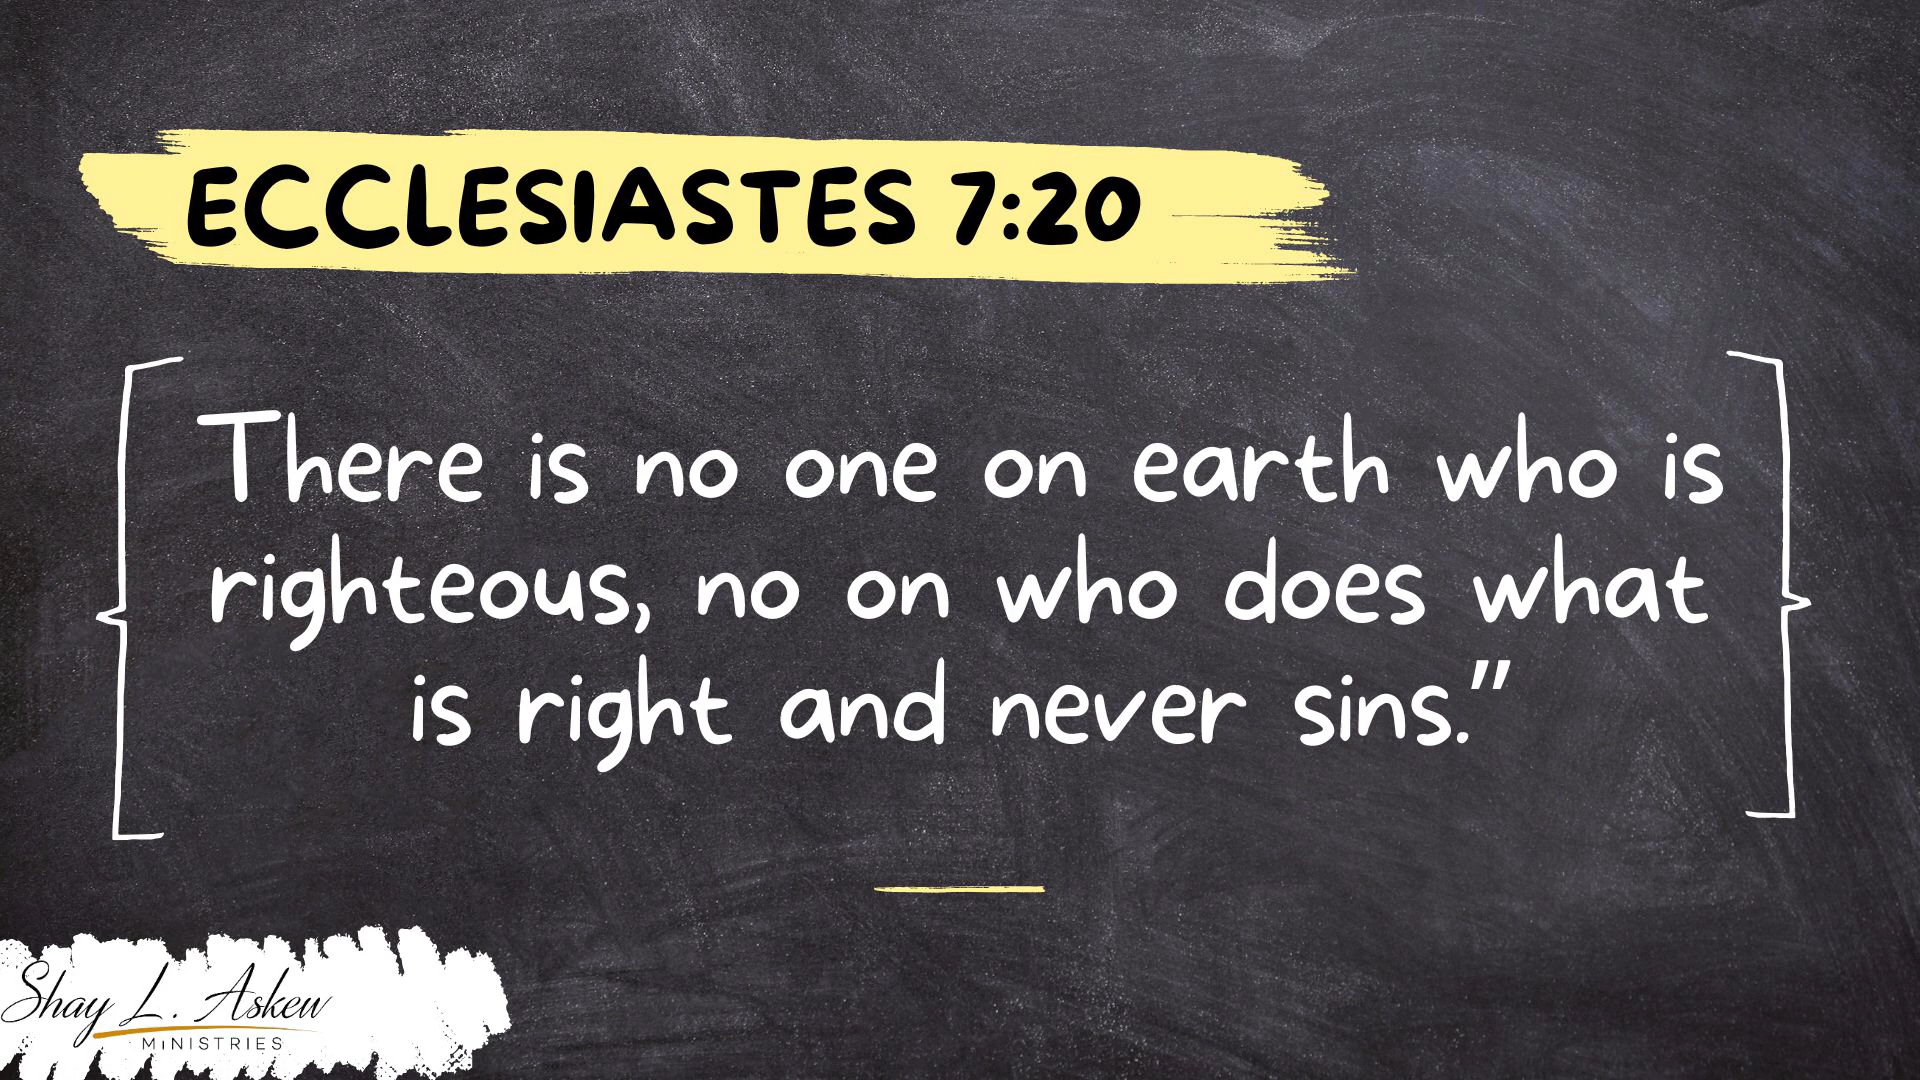 ECCLESIASTES 7:20
There is no one on earth who is
righteous, no on who does what
is right and never sins.”
Shay L. Askew
MINISTRIES